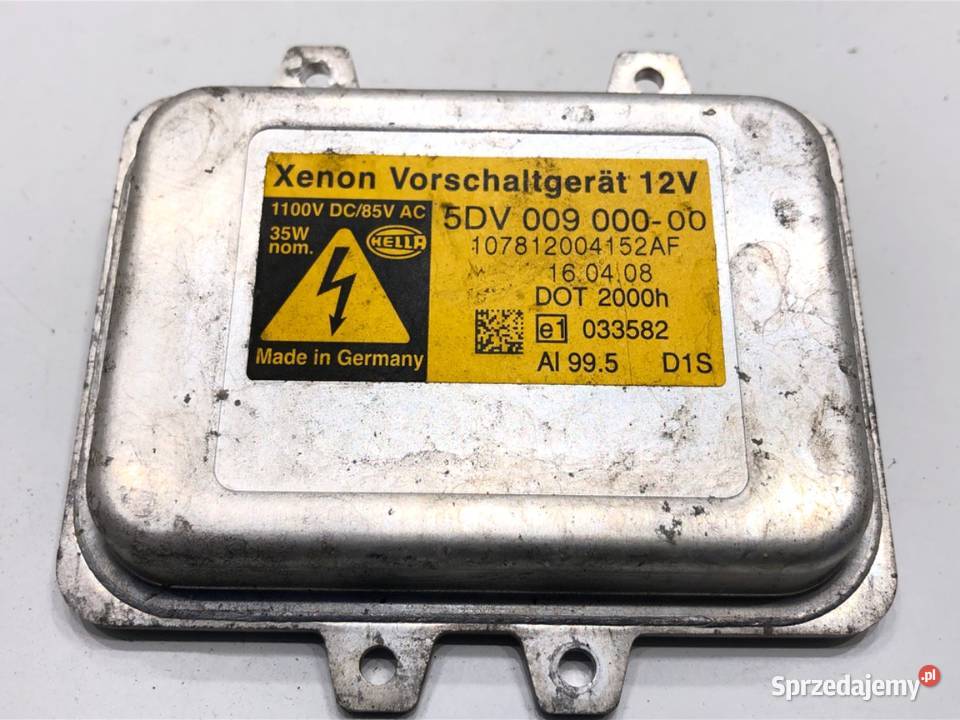 Xenon Vorschaltgerät 12V
1100V DC/85V AC
35W
nom.
HELLA
Made in Germany
5DV 009 000-00
107812004152AF
16.04.08
DOT 2000h
e1 033582
Al 99.5 D1S
Sprzedajemy.pl